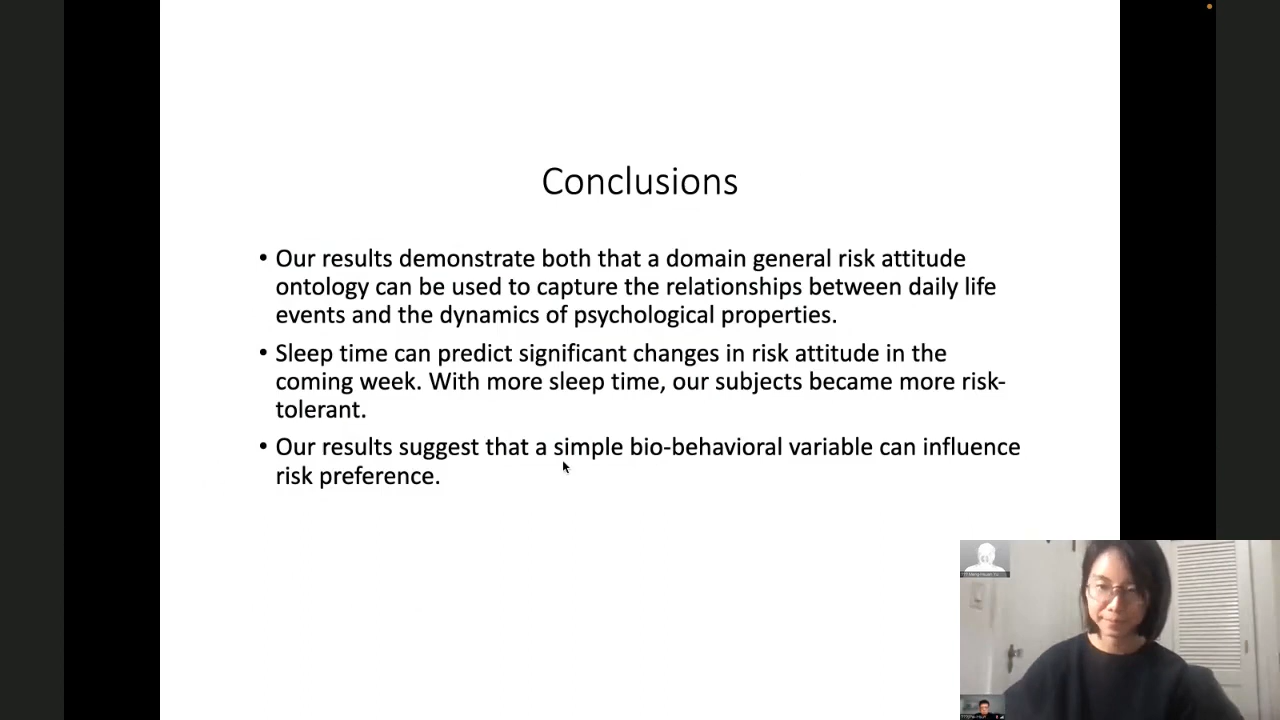 Conclusions
• Our results demonstrate both that a domain general risk attitude
ontology can be used to capture the relationships between daily life
events and the dynamics of psychological properties.
• Sleep time can predict significant changes in risk attitude in the
coming week. With more sleep time, our subjects became more risk-
tolerant.
• Our results suggest that a simple bio-behavioral variable can influence
risk preference.